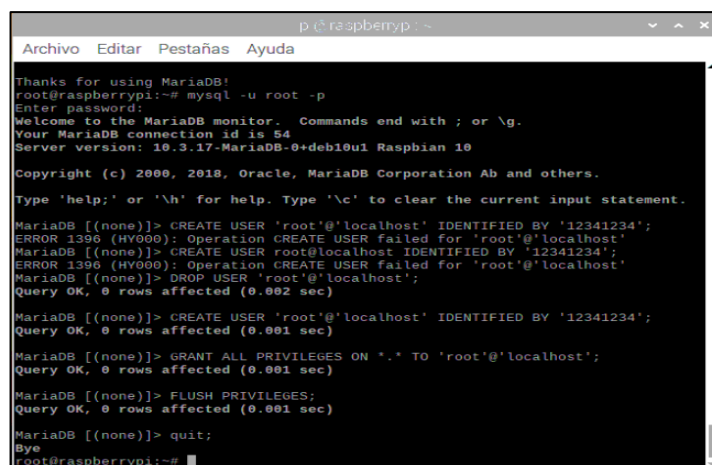 pi@raspberrypi: ~
Archivo Editar Pestañas Ayuda
Thanks for using MariaDB!
root@raspberrypi:~# mysql -u root -p
Enter password:
Welcome to the MariaDB monitor.  Commands end with ; or \g.
Your MariaDB connection id is 54
Server version: 10.3.17-MariaDB-0+deb10u1 Raspbian 10
Copyright (c) 2000, 2018, Oracle, MariaDB Corporation Ab and others.
Type 'help;' or '\h' for help. Type '\c' to clear the current input statement.
MariaDB [(none)]> CREATE USER 'root'@'localhost' IDENTIFIED BY '12341234';
ERROR 1396 (HY000): Operation CREATE USER failed for 'root'@'localhost'
MariaDB [(none)]> CREATE USER root@localhost IDENTIFIED BY '12341234';
ERROR 1396 (HY000): Operation CREATE USER failed for 'root'@'localhost'
MariaDB [(none)]> DROP USER 'root'@'localhost';
Query OK, 0 rows affected (0.002 sec)
MariaDB [(none)]> CREATE USER 'root'@'localhost' IDENTIFIED BY '12341234';
Query OK, 0 rows affected (0.001 sec)
MariaDB [(none)]> GRANT ALL PRIVILEGES ON *.* TO 'root'@'localhost';
Query OK, 0 rows affected (0.001 sec)
MariaDB [(none)]> FLUSH PRIVILEGES;
Query OK, 0 rows affected (0.001 sec)
MariaDB [(none)]> quit;
Bye
root@raspberrypi:~#